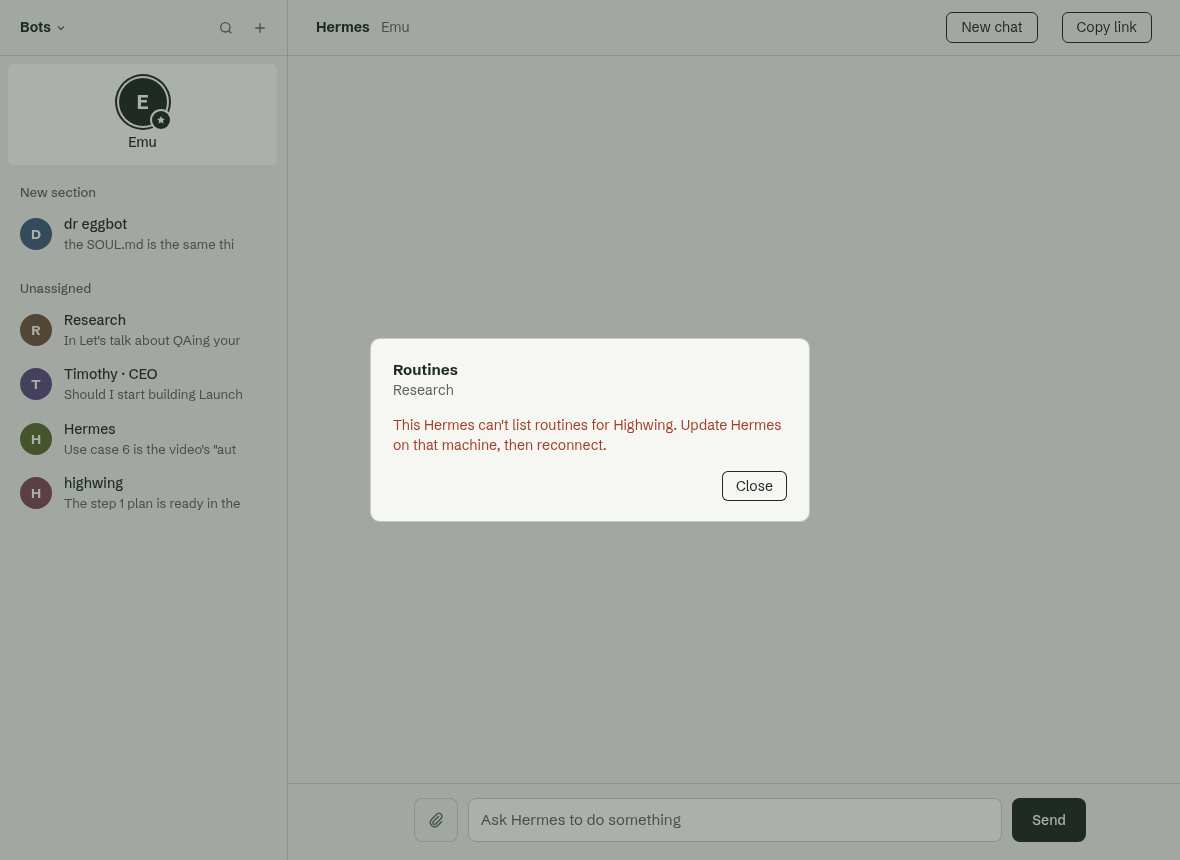 Bots
Hermes Emu
New chat
Copy link
E
Emu
New section
D
dr eggbot
the SOUL.md is the same thi
Unassigned
R
Research
In Let's talk about QAing your
T
Timothy · CEO
Should I start building Launch
H
Hermes
Use case 6 is the video's "aut
H
highwing
The step 1 plan is ready in the
Routines
Research
This Hermes can't list routines for Highwing. Update Hermes
on that machine, then reconnect.
Close
Ask Hermes to do something
Send